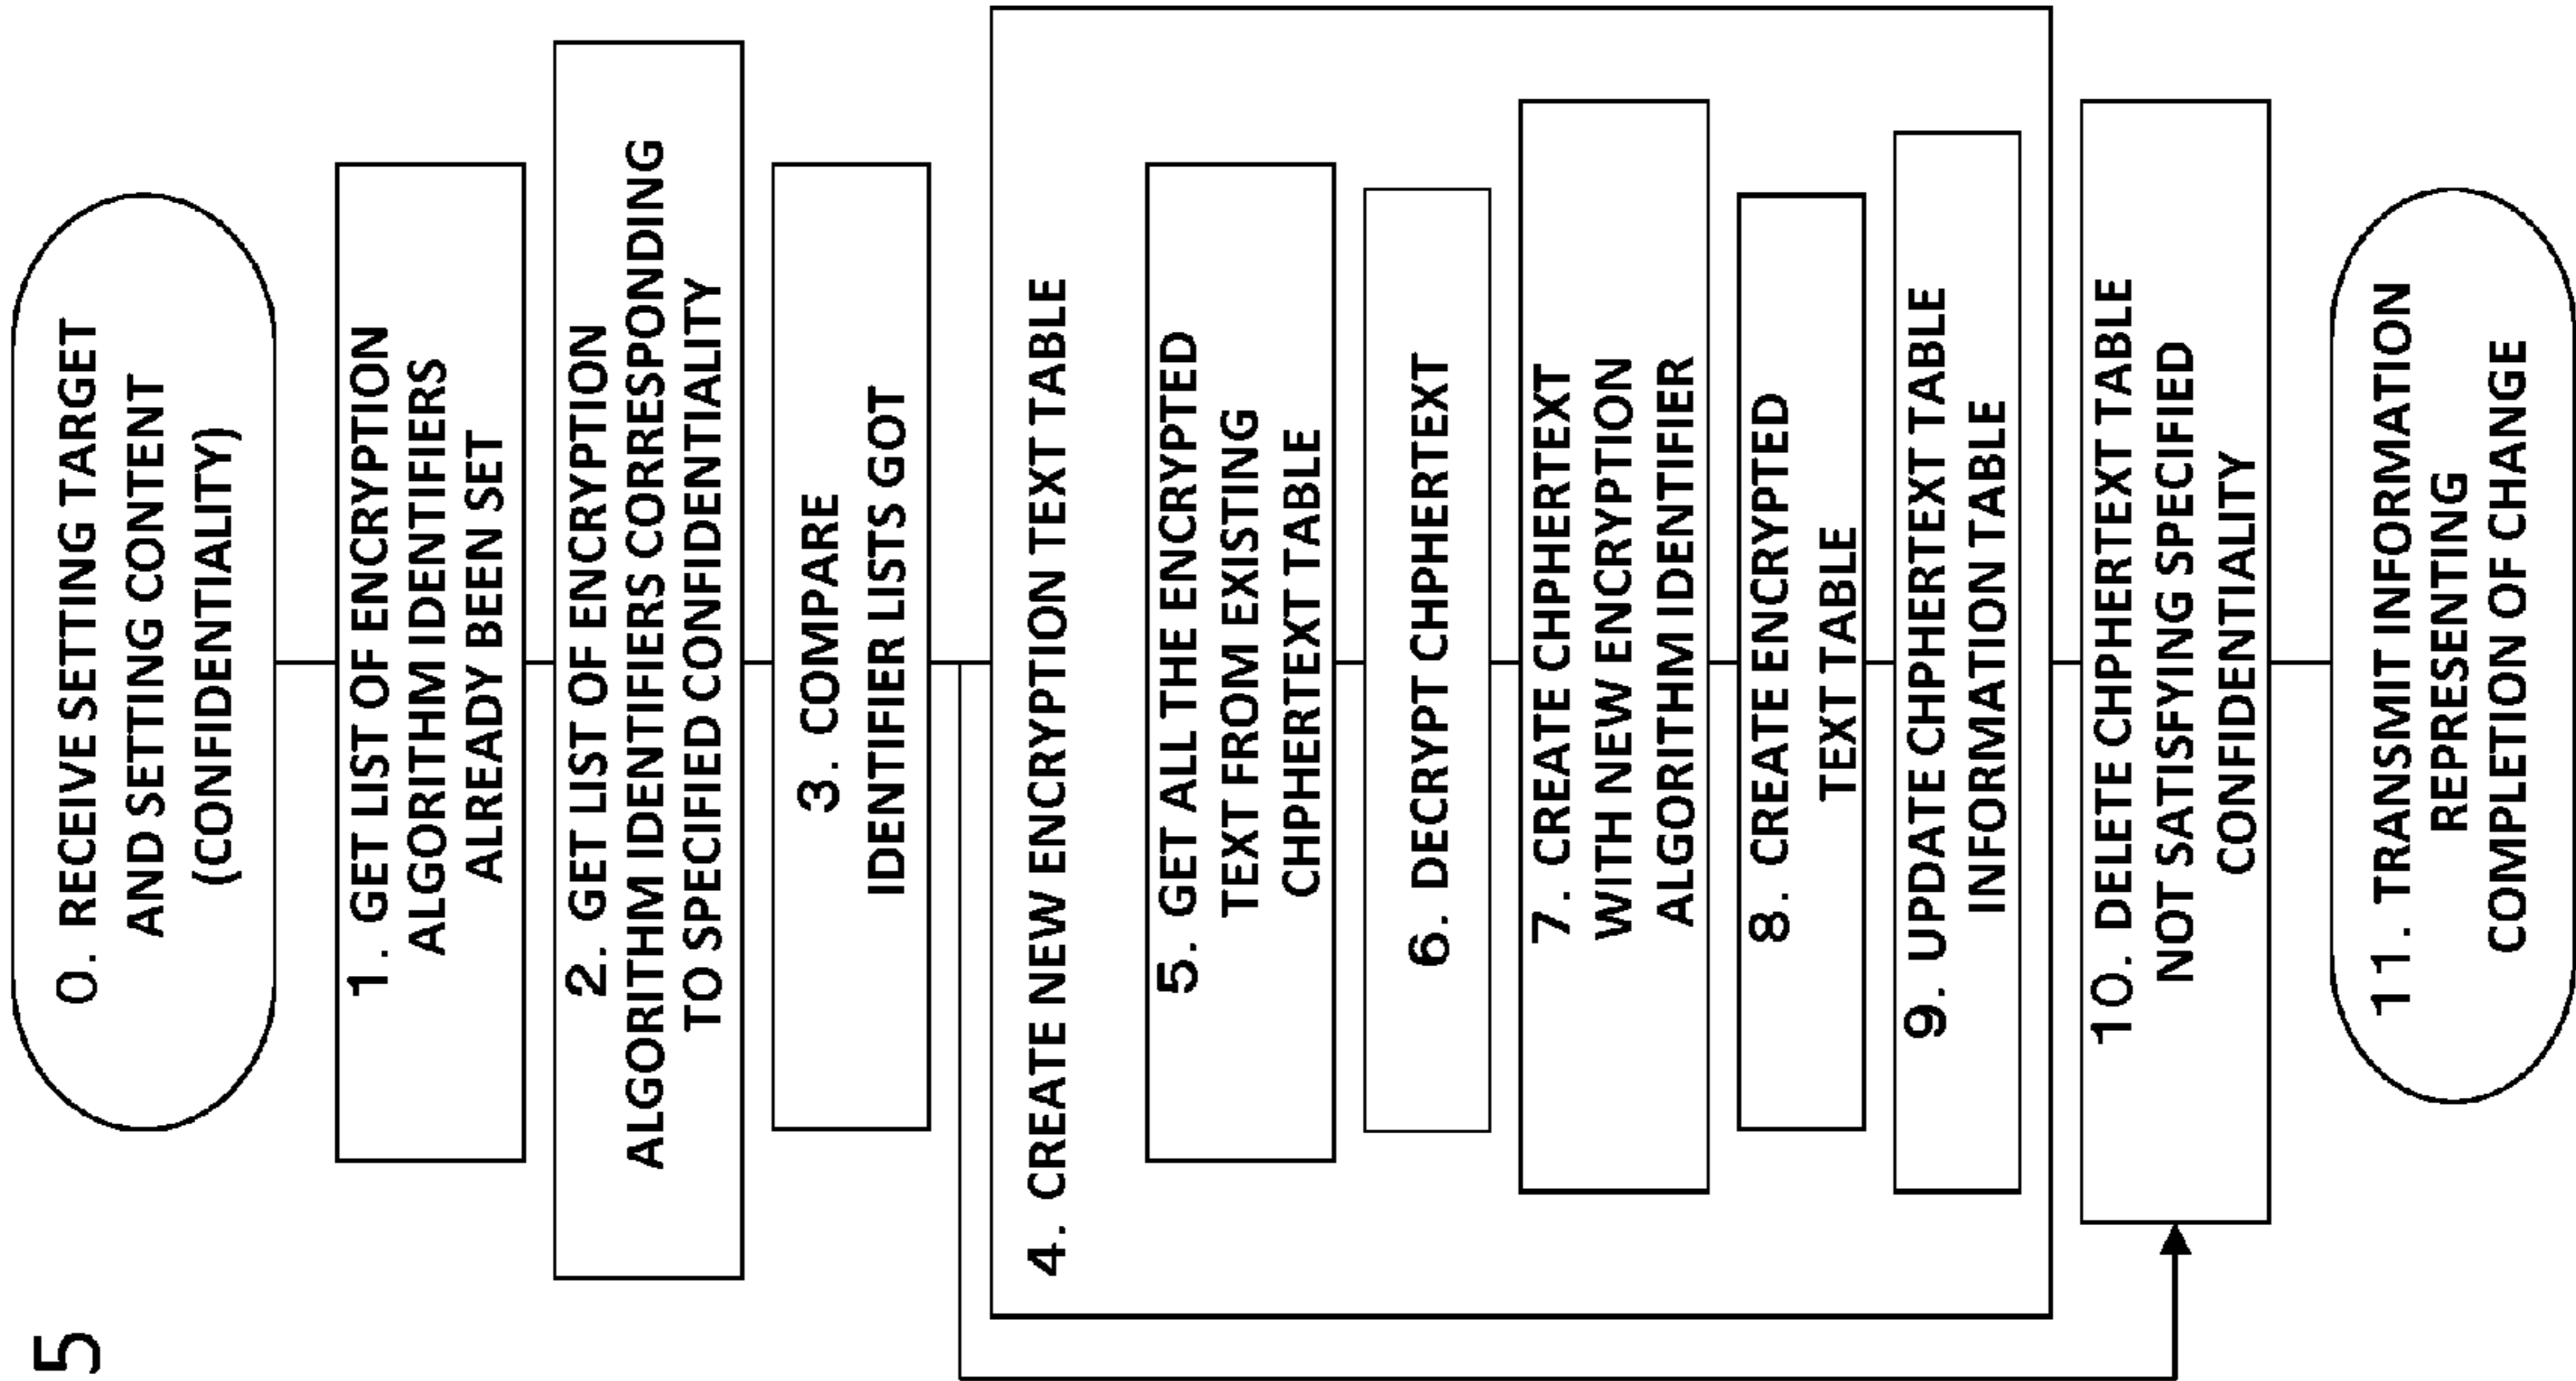 5
0. RECEIVE SETTING TARGET
AND SETTING CONTENT
(CONFIDENTIALITY)
1. GET LIST OF ENCRYPTION
ALGORITHM IDENTIFIERS
ALREADY BEEN SET
2. GET LIST OF ENCRYPTION
ALGORITHM IDENTIFIERS CORRESPONDING
TO SPECIFIED CONFIDENTIALITY
3. COMPARE
IDENTIFIER LISTS GOT
4. CREATE NEW ENCRYPTION TEXT TABLE
5. GET ALL THE ENCRYPTED
TEXT FROM EXISTING
CHPHERTEXT TABLE
6. DECRYPT CHPHERTEXT
7. CREATE CHPHERTEXT
WITH NEW ENCRYPTION
ALGORITHM IDENTIFIER
8. CREATE ENCRYPTED
TEXT TABLE
9. UPDATE CHPHERTEXT TABLE
INFORMATION TABLE
10. DELETE CHPHERTEXT TABLE
NOT SATISFYING SPECIFIED
CONFIDENTIALITY
11. TRANSMIT INFORMATION
REPRESENTING
COMPLETION OF CHANGE